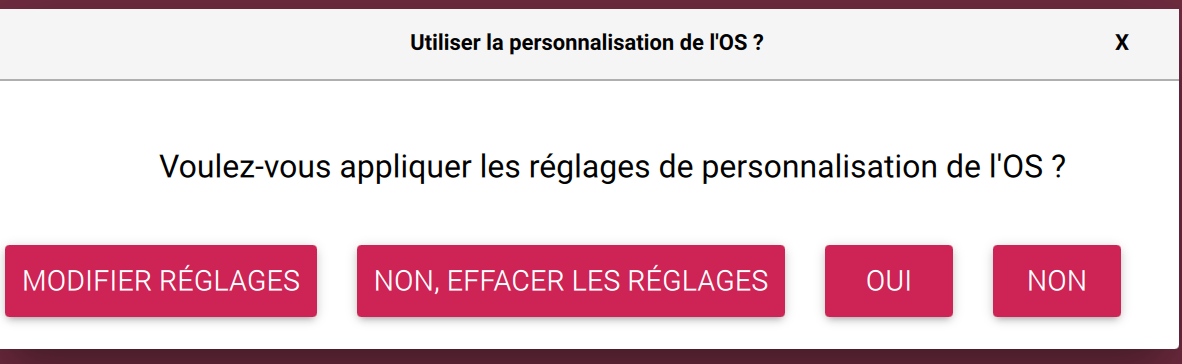 Utiliser la personnalisation de l'OS ?
X
Voulez-vous appliquer les réglages de personnalisation de l'OS ?
MODIFIER RÉGLAGES
NON, EFFACER LES RÉGLAGES
OUI
NON